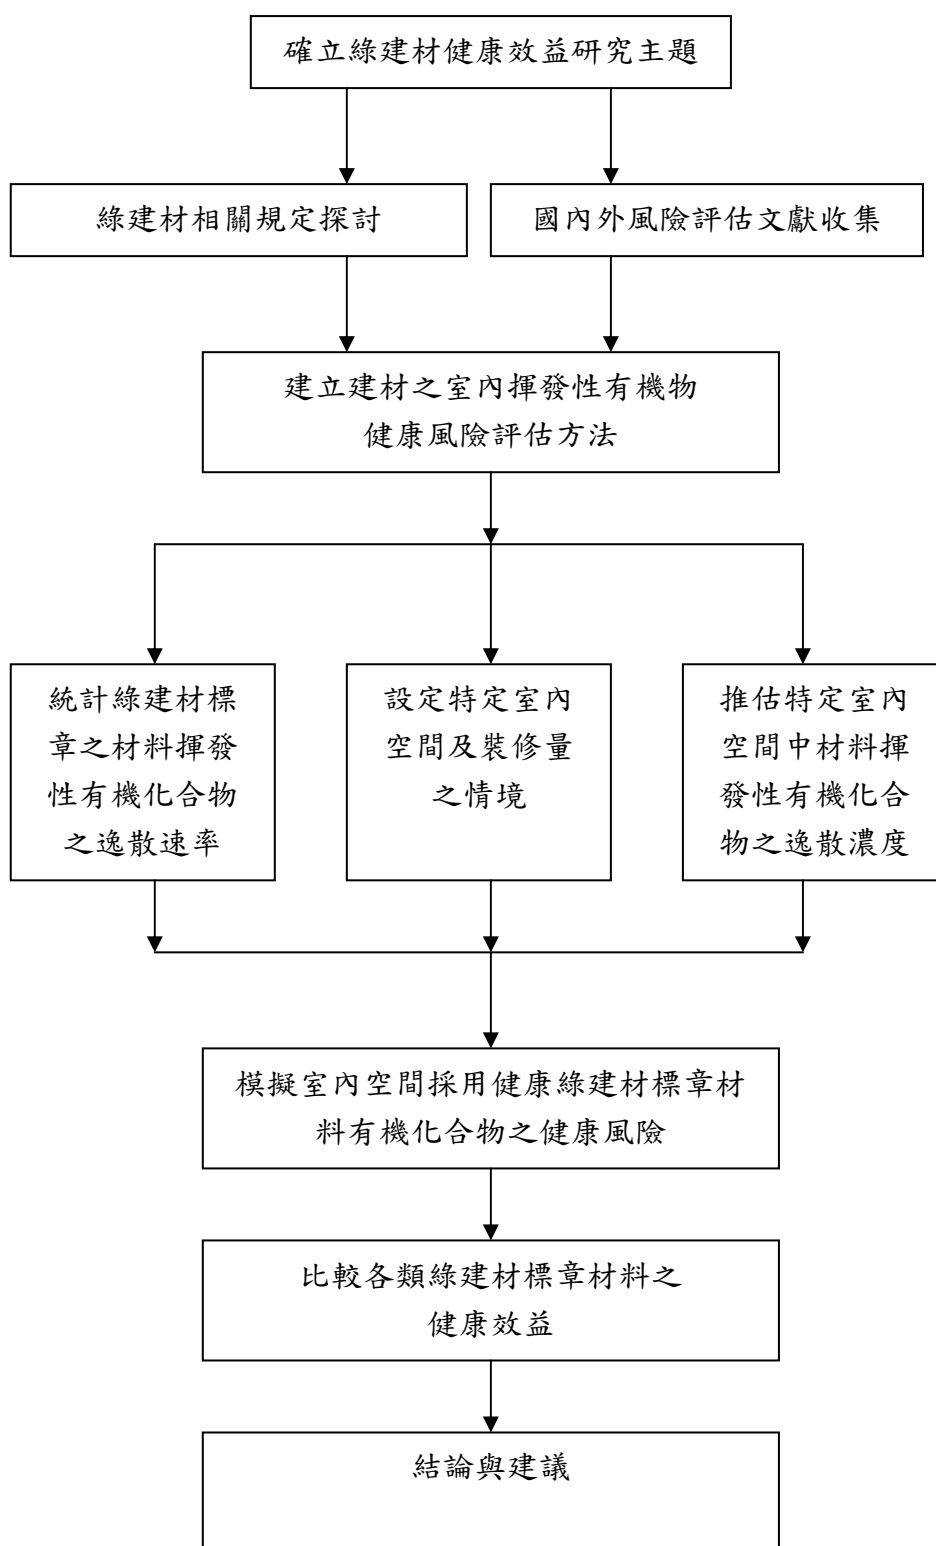 確立綠建材健康效益研究主題
綠建材相關規定探討
國內外風險評估文獻收集
建立建材之室內揮發性有機物
健康風險評估方法
統計綠建材標
章之材料揮發
性有機化合物
之逸散速率
設定特定室內
空間及裝修量
之情境
推估特定室內
空間中材料揮
發性有機化合
物之逸散濃度
模擬室內空間採用健康綠建材標章材
料有機化合物之健康風險
比較各類綠建材標章材料之
健康效益
結論與建議